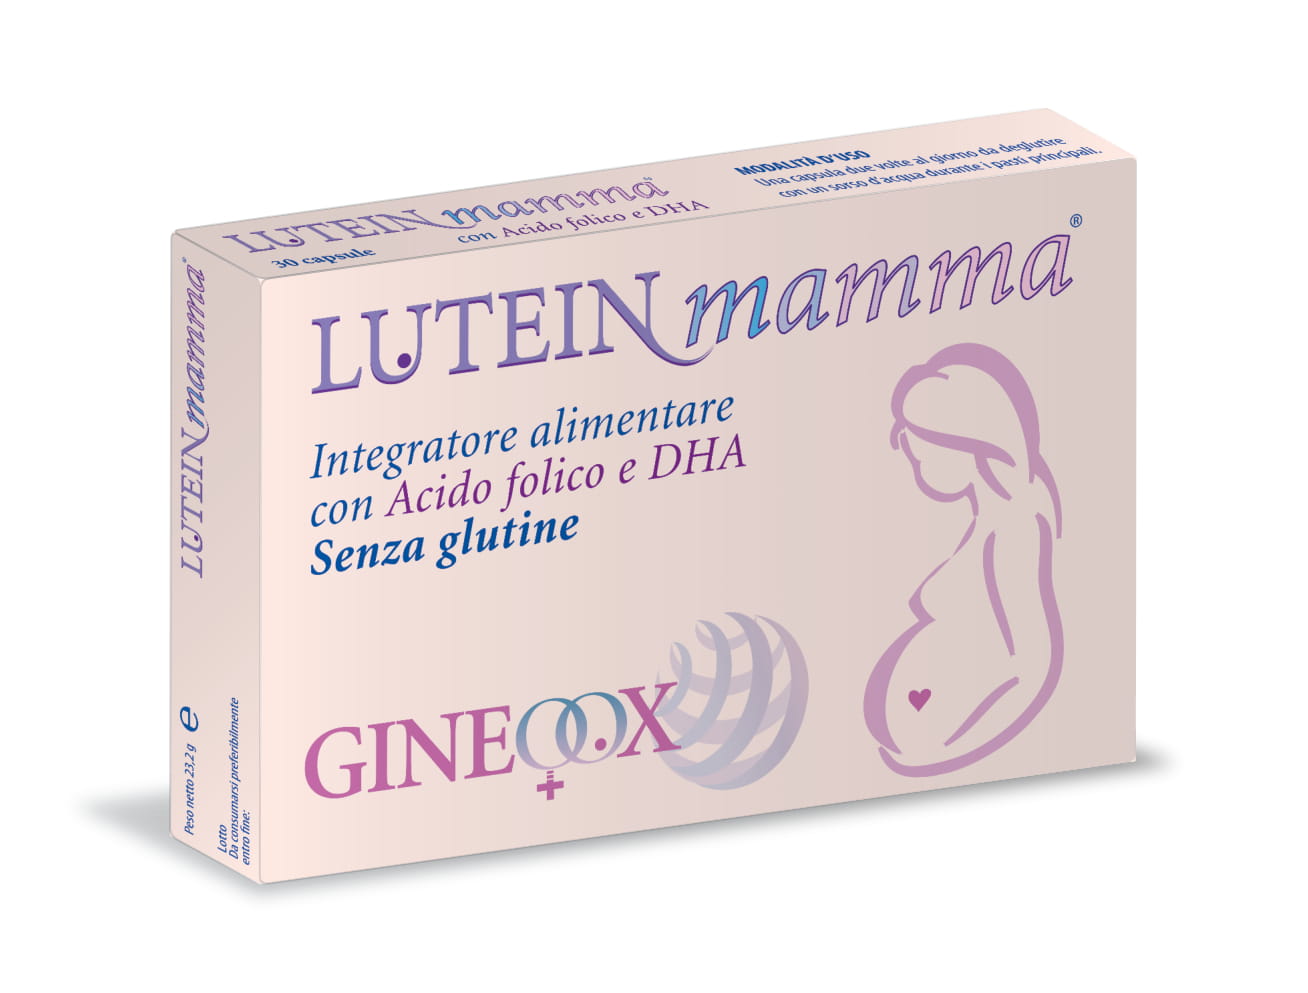 LUTEIN mamma®
con Acido folico e DHA
30 capsule
MODALITÀ D'USO
Una capsula due volte al giorno da deglutire
con un sorso d'acqua durante i pasti principali.
LUTEIN mamma®
Integratore alimentare
con Acido folico e DHA
Senza glutine
GINEOOX
LUTEIN mamma®
Peso netto 23,2 g e
Lotto
Da consumarsi preferibilmente
entro fine: